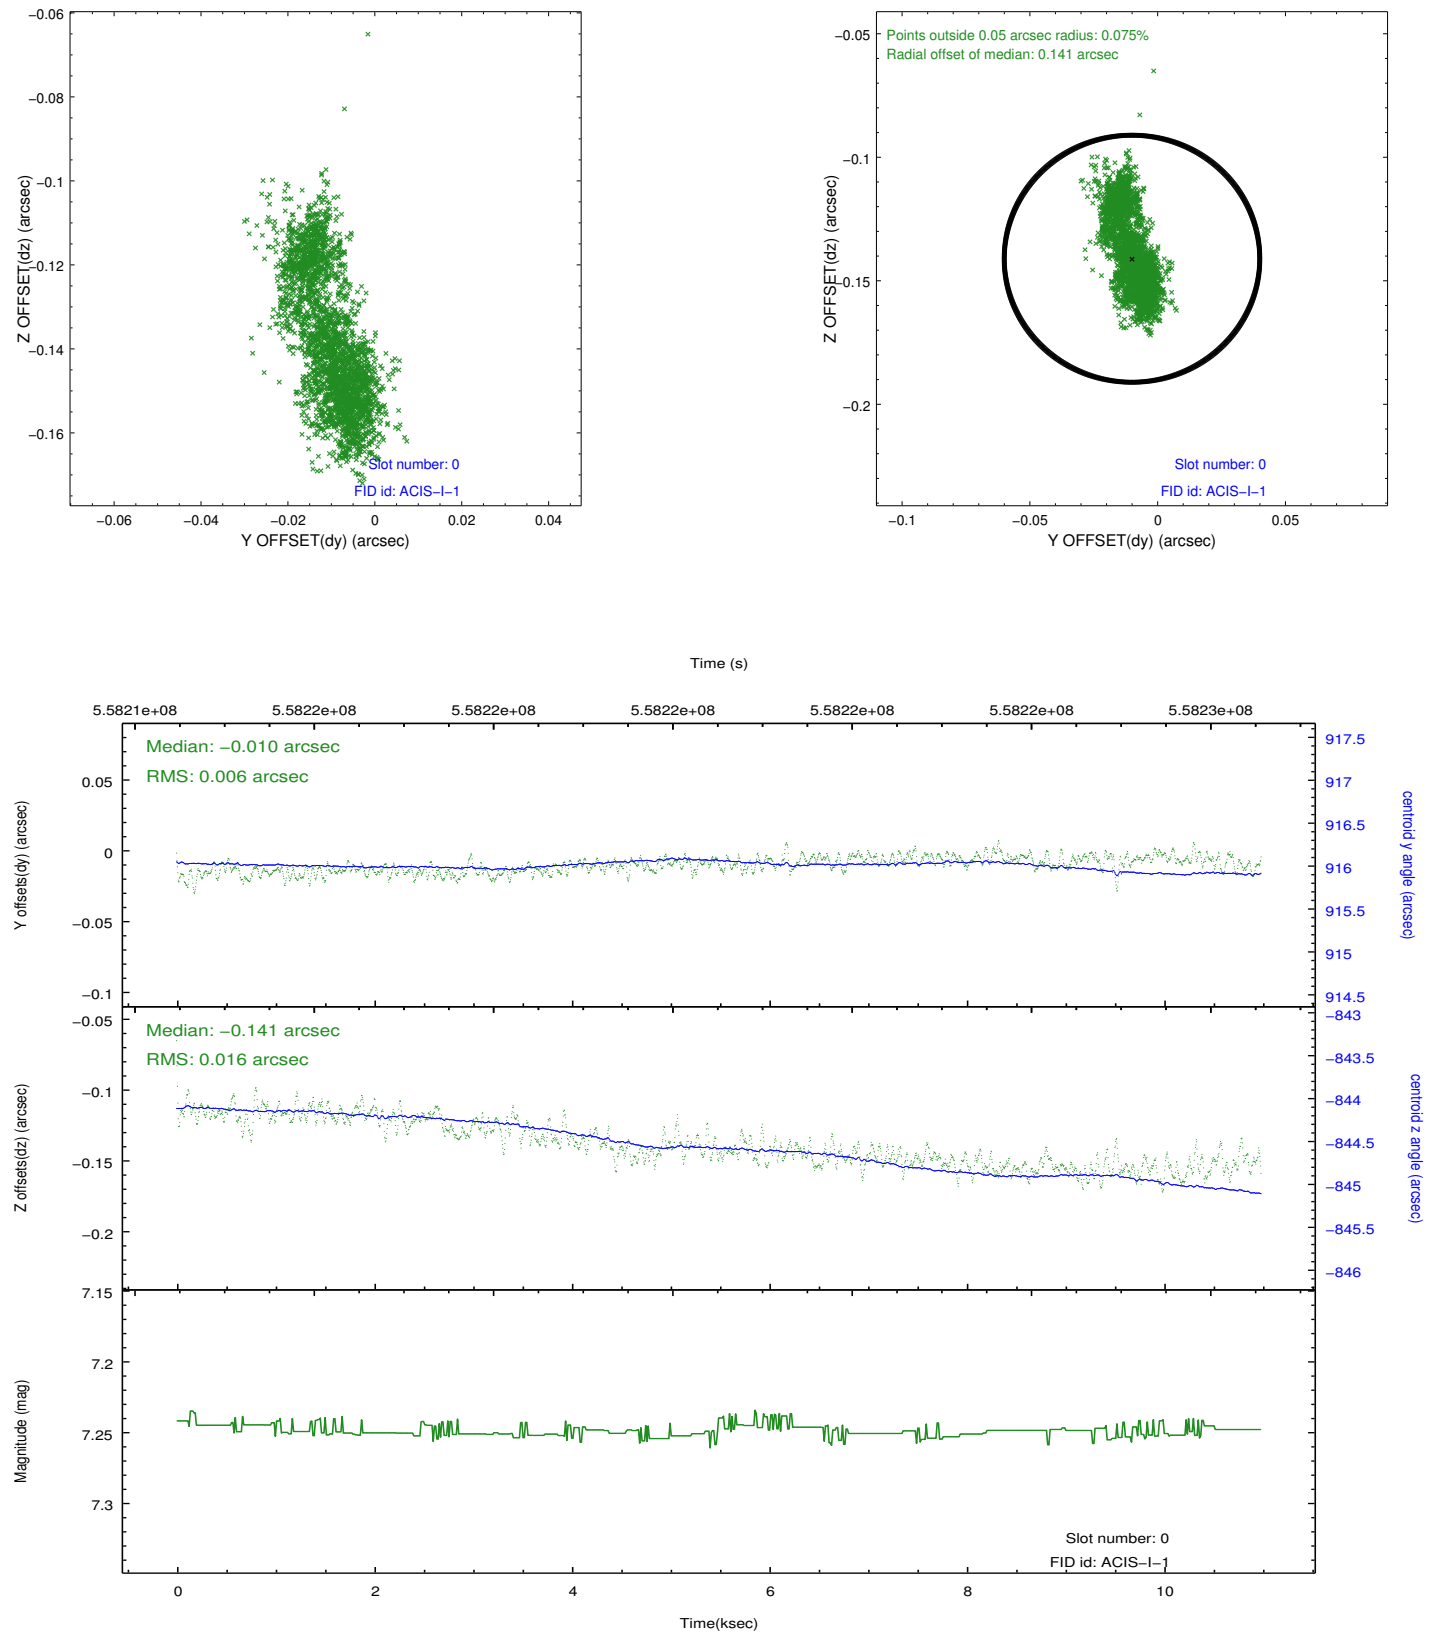 −0.06
−0.08
−0.1
−0.12
−0.14
−0.16
Z OFFSET(dz) (arcsec)
Slot number: 0
FID id: ACIS−I−1
−0.06 −0.04 −0.02 0 0.02 0.04
Y OFFSET(dy) (arcsec)
Points outside 0.05 arcsec radius: 0.075%
Radial offset of median: 0.141 arcsec
−0.05
−0.1
−0.15
−0.2
Z OFFSET(dz) (arcsec)
Slot number: 0
FID id: ACIS−I−1
−0.1 −0.05 0 0.05
Y OFFSET(dy) (arcsec)
Time (s)
5.5821e+08 5.5822e+08 5.5822e+08 5.5822e+08 5.5822e+08 5.5822e+08 5.5823e+08
Median: −0.010 arcsec
RMS: 0.006 arcsec
0.05
0
−0.05
−0.1
Y offsets(dy) (arcsec)
917.5
917
916.5
916
915.5
915
914.5
centroid y angle (arcsec)
Median: −0.141 arcsec
RMS: 0.016 arcsec
−0.05
−0.1
−0.15
−0.2
Z offsets(dz) (arcsec)
−843
−843.5
−844
−844.5
−845
−845.5
−846
centroid z angle (arcsec)
7.15
7.2
7.25
7.3
Magnitude (mag)
Slot number: 0
FID id: ACIS−I−1
0 2 4 6 8 10
Time(ksec)